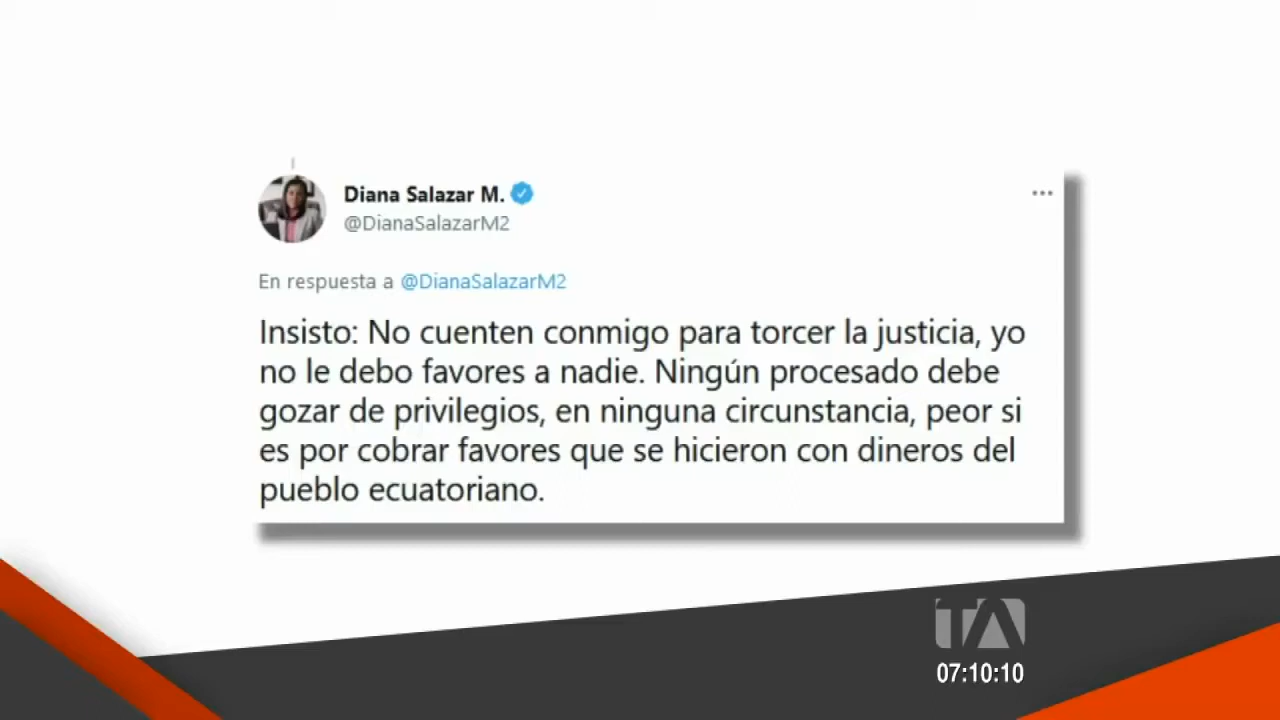 Diana Salazar M.
@DianaSalazarM2
En respuesta a @DianaSalazarM2
Insisto: No cuenten conmigo para torcer la justicia, yo
no le debo favores a nadie. Ningún procesado debe
gozar de privilegios, en ninguna circunstancia, peor si
es por cobrar favores que se hicieron con dineros del
pueblo ecuatoriano.
TA
07:10:10